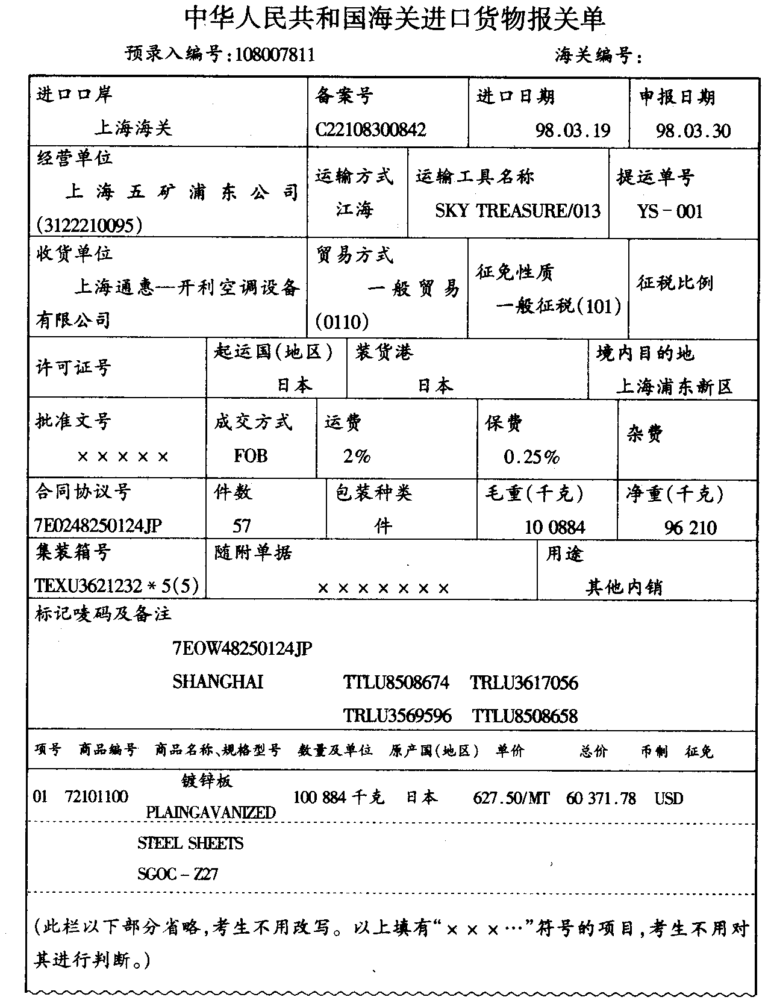 中华人民共和国海关进口货物报关单
预录入编号:108007811 海关编号:
进口口岸 备案号 进口日期 申报日期
上海海关 C22108300842 98.03.19 98.03.30
经营单位
运输方式 运输工具名称 提运单号
上海五矿浦东公司
江海 SKY TREASURE/013 YS-001
(3122210095)
收货单位 贸易方式
征免性质 征税比例
上海通惠—开利空调设备 一般贸易
一般征税(101)
有限公司 (0110)
许可证号 起运国(地区) 装货港 境内目的地
日本 日本 上海浦东新区
批准文号 成交方式 运费 保费 杂费
××××× FOB 2% 0.25%
合同协议号 件数 包装种类 毛重(千克) 净重(千克)
7E0248250124JP 57 件 10 0884 96 210
集装箱号 随附单据 用途
TEXU3621232*5(5) ××××××× 其他内销
标记唛码及备注
7EOW48250124JP
SHANGHAI TTLU8508674 TRLU3617056
TRLU3569596 TTLU8508658
项号 商品编号 商品名称、规格型号 数量及单位 原产国(地区) 单价 总价 币制 征免
镀锌板
01 72101100 100 884千克 日本 627.50/MT 60 371.78 USD
PLAINGAVANIZED
STEEL SHEETS
SGOC-Z27
(此栏以下部分省略,考生不用改写。以上填有“×××…”符号的项目,考生不用对
其进行判断。)